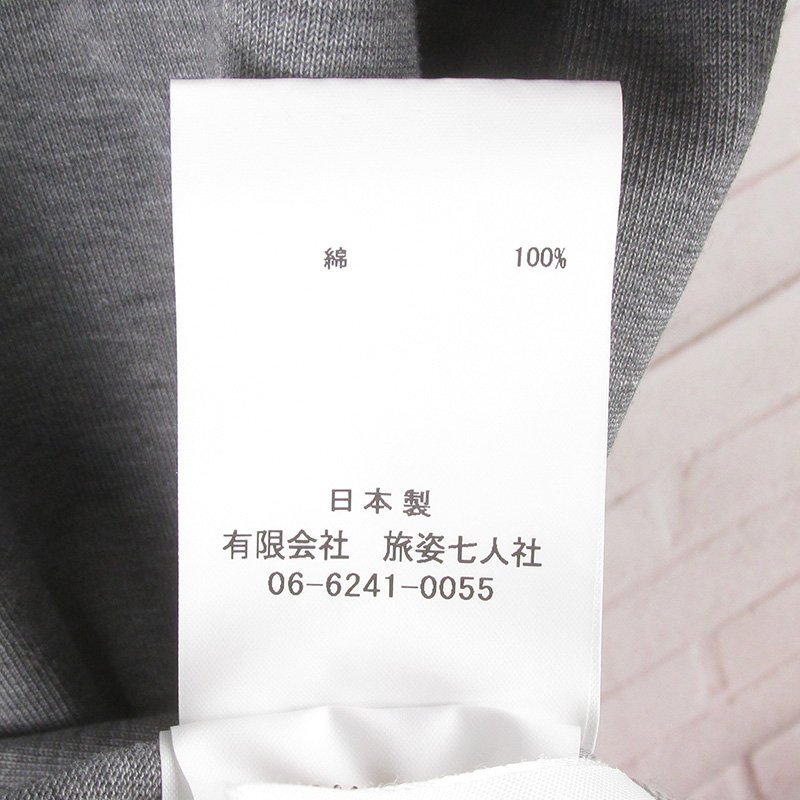 綿 100%
日本製
有限会社 旅姿七人社
06-6241-0055